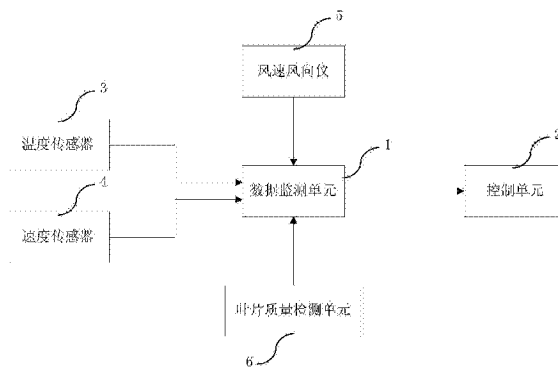 5
风速风向仪
3
温度传感器
1
数据监测单元
2
控制单元
4
速度传感器
叶片质量检测单元
6